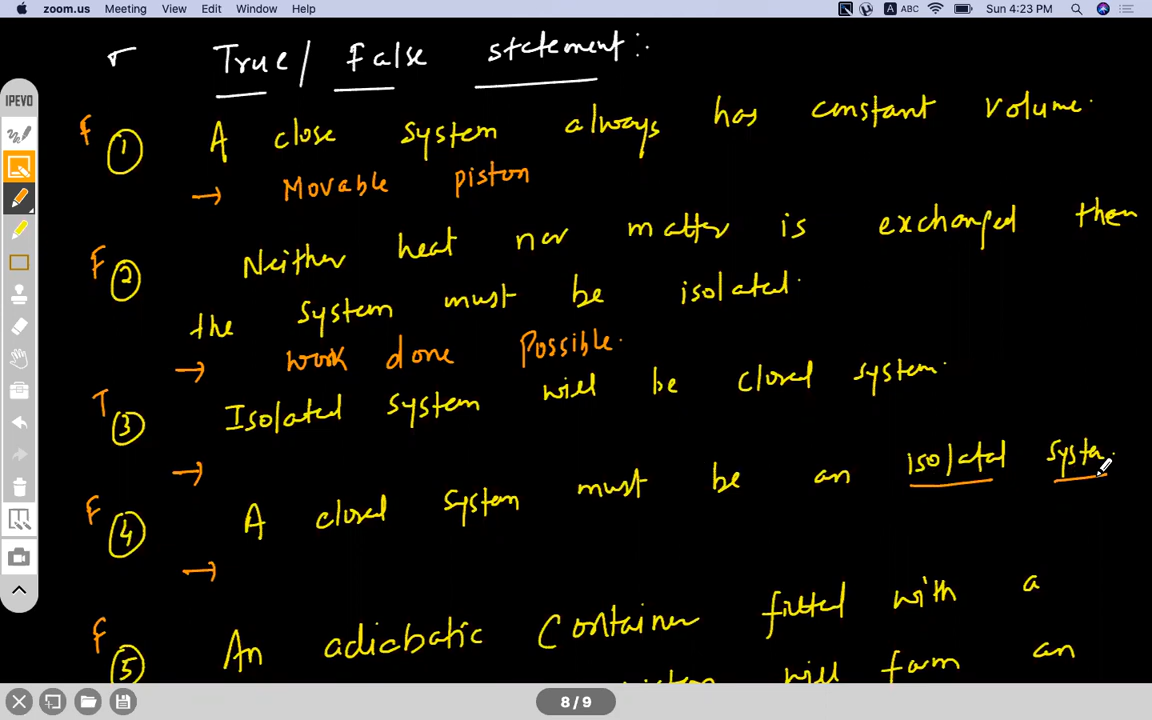 zoom.us Meeting View Edit Window Help ABC Sun 4:23 PM
IPEVO
True / false statement :-
F ① A close system always has constant volume.
→ Movable piston
F ② Neither heat nor matter is exchanged then
the system must be isolated.
→ work done possible.
T ③ Isolated system will be closed system.
→
F ④ A closed system must be an isolated system.
→
F ⑤ An adiabatic Container fitted with a
piston will form an
8 / 9